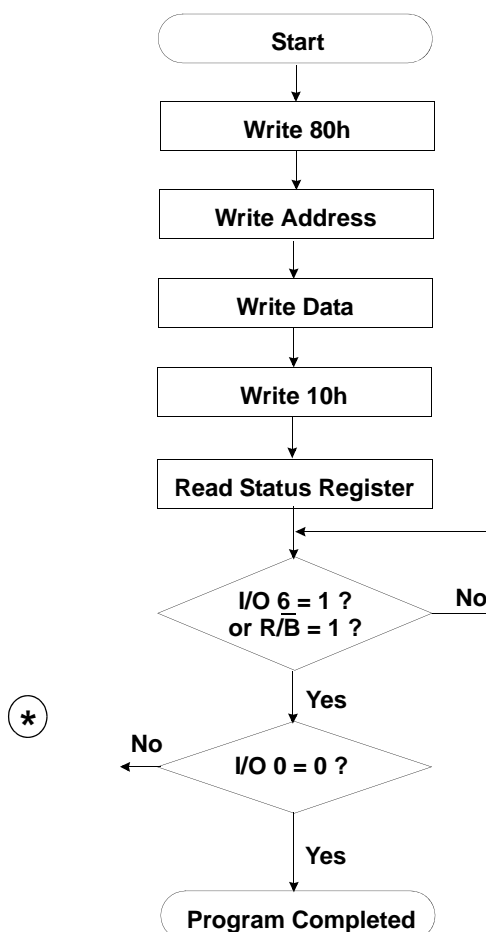 Start
Write 80h
Write Address
Write Data
Write 10h
Read Status Register
I/O 6 = 1 ?
or R/B̅ = 1 ?
No
Yes
*
No
I/O 0 = 0 ?
Yes
Program Completed